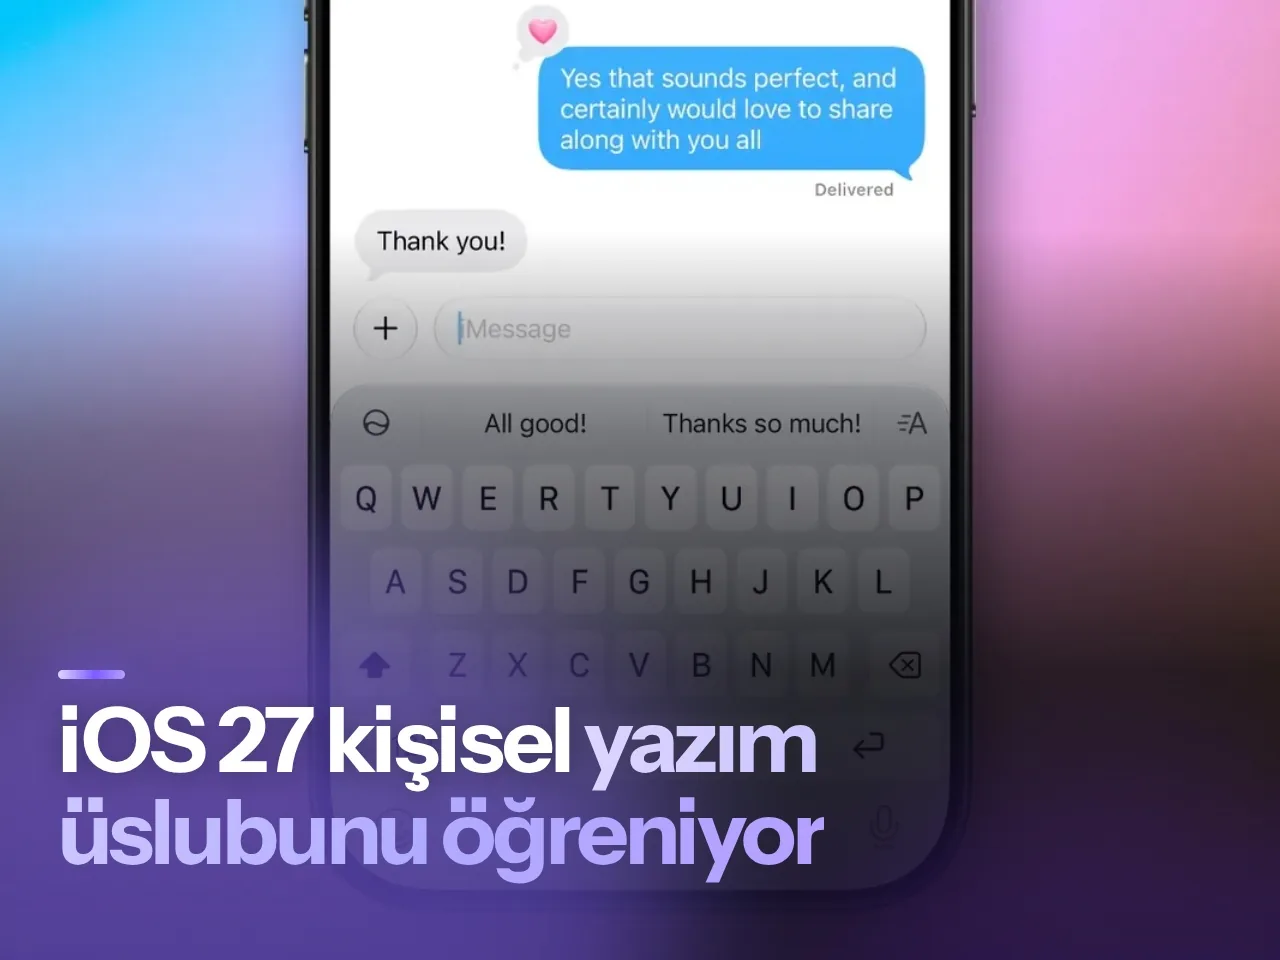 Yes that sounds perfect, and
certainly would love to share
along with you all
Delivered
Thank you!
iMessage
All good!
Thanks so much!
Q W E R T Y U I O P
A S D F G H J K L
Z X C V B N M
iOS 27 kişisel yazım
üslubunu öğreniyor